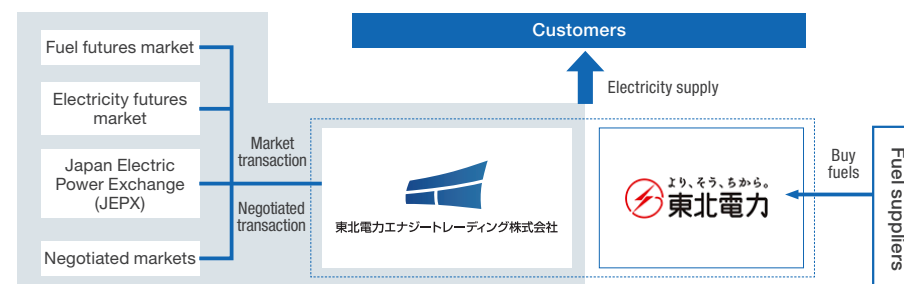 Customers
Fuel futures market
Electricity futures
market
Japan Electric
Power Exchange
(JEPX)
Negotiated markets
Market
transaction
Negotiated
transaction
Electricity supply
東北電力エナジートレーディング株式会社
より、そう、ちから。
東北電力
Buy
fuels
Fuel suppliers